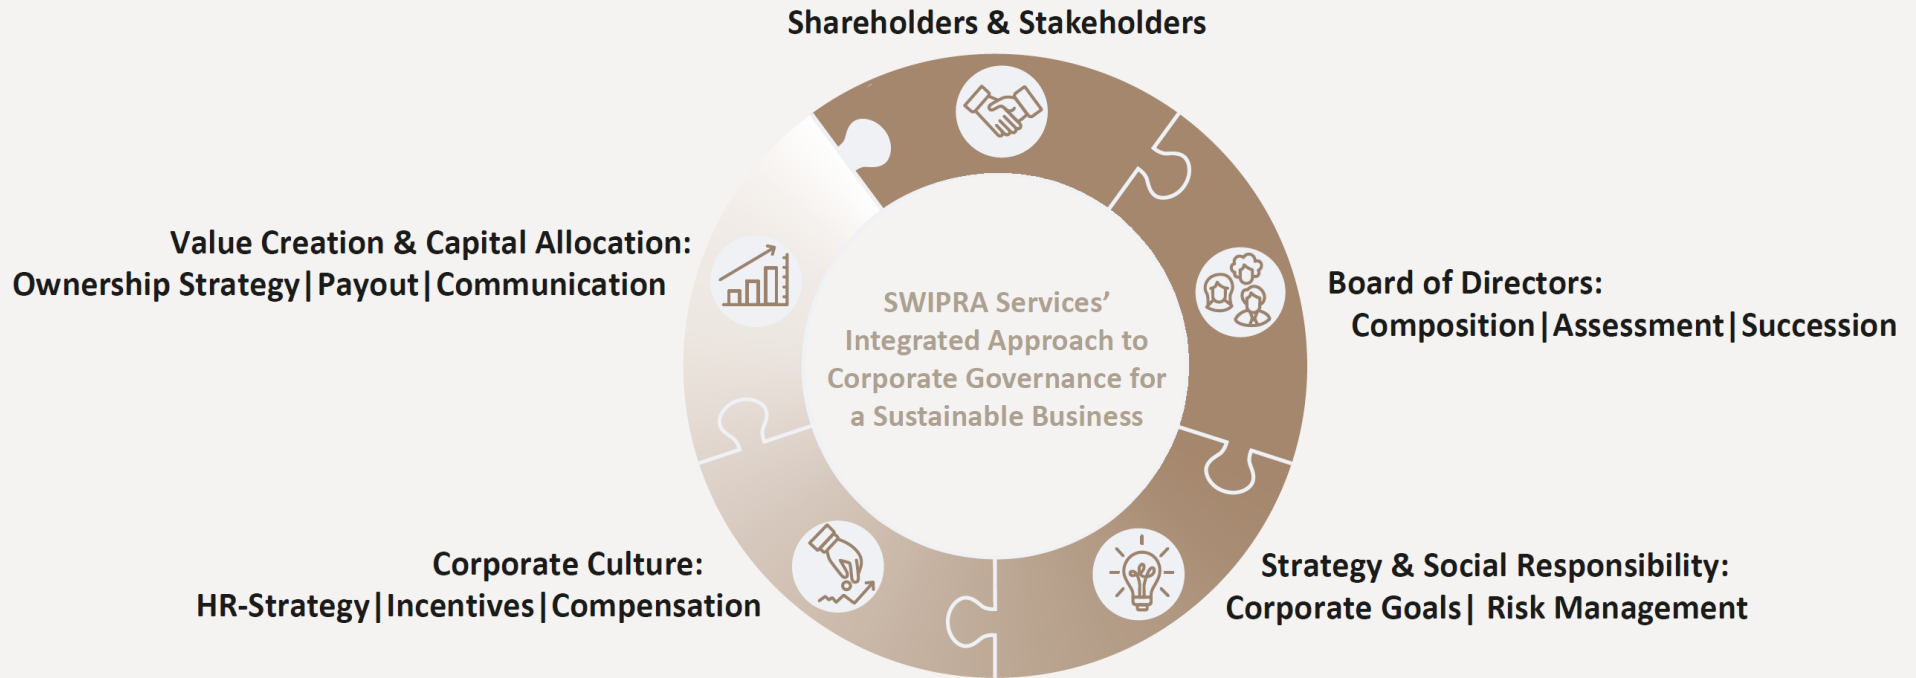 Shareholders & Stakeholders
Value Creation & Capital Allocation:
Ownership Strategy|Payout|Communication
Board of Directors:
Composition|Assessment|Succession
SWIPRA Services’
Integrated Approach to
Corporate Governance for
a Sustainable Business
Corporate Culture:
HR-Strategy|Incentives|Compensation
Strategy & Social Responsibility:
Corporate Goals| Risk Management